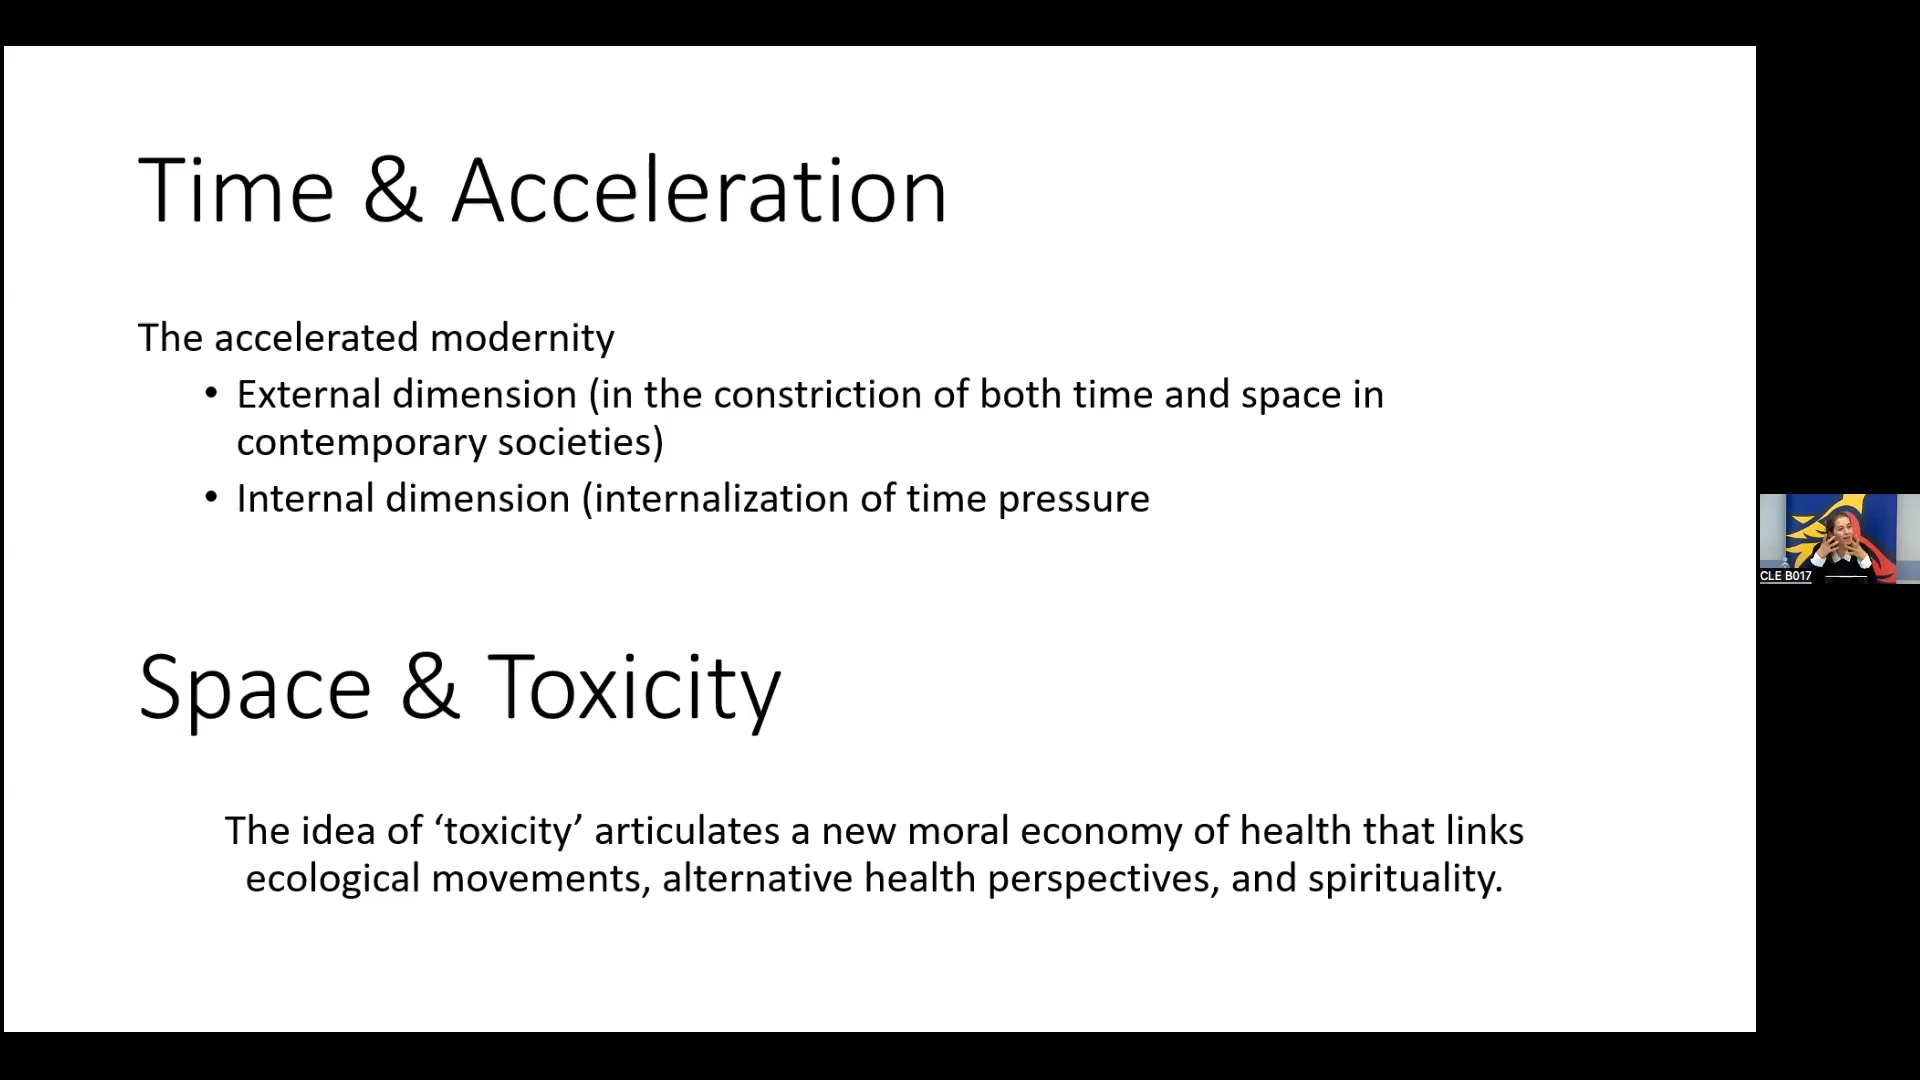 Time & Acceleration
The accelerated modernity
• External dimension (in the constriction of both time and space in
contemporary societies)
• Internal dimension (internalization of time pressure
CLE B017
Space & Toxicity
The idea of ‘toxicity’ articulates a new moral economy of health that links
ecological movements, alternative health perspectives, and spirituality.